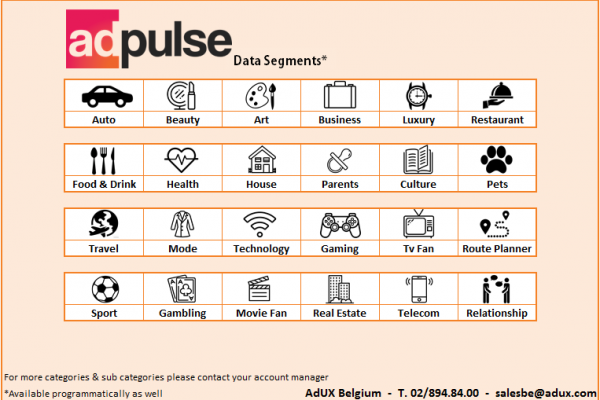 adpulse
Data Segments*
Auto Beauty Art Business Luxury Restaurant
Food & Drink Health House Parents Culture Pets
Travel Mode Technology Gaming Tv Fan Route Planner
Sport Gambling Movie Fan Real Estate Telecom Relationship
For more categories & sub categories please contact your account manager
*Available programmatically as well
AdUX Belgium - T. 02/894.84.00 - salesbe@adux.com